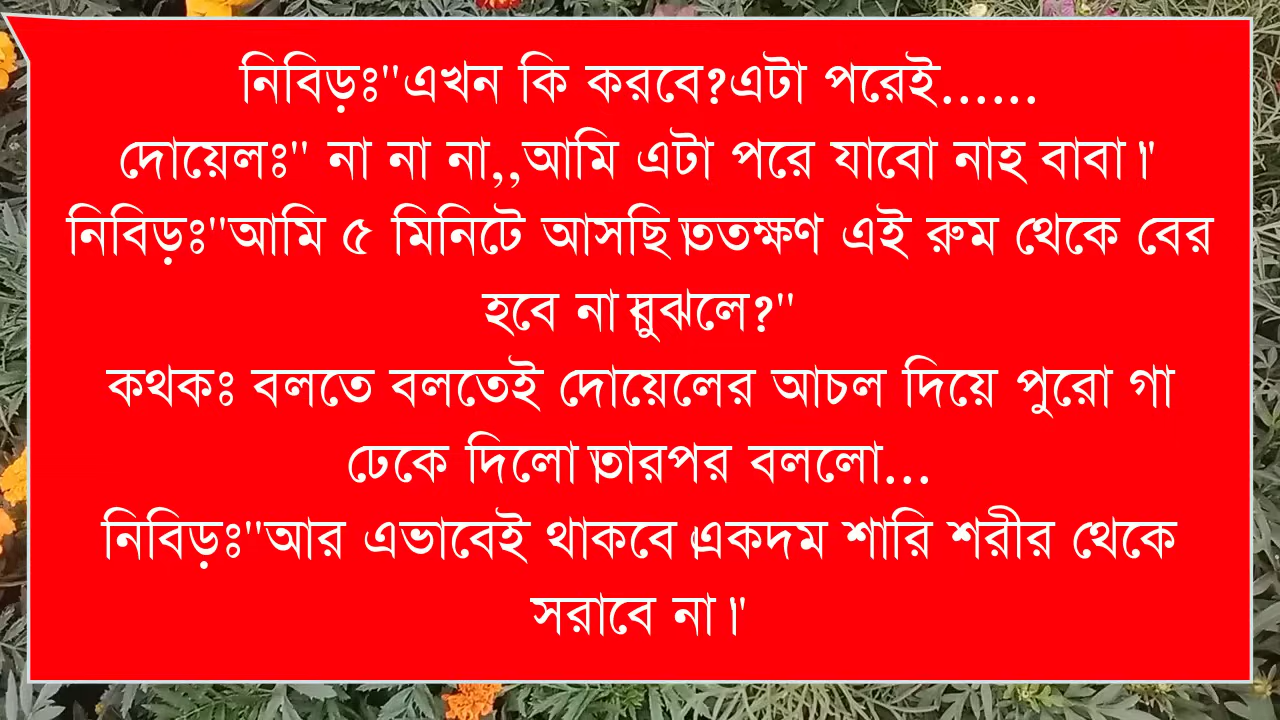 নিবিড়ঃ"এখন কি করবে?এটা পরেই......
দোয়েলঃ" না না না,,আমি এটা পরে যাবো নাহ বাবা।"
নিবিড়ঃ"আমি ৫ মিনিটে আসছি।ততক্ষণ এই রুম থেকে বের
হবে না।বুঝলে?"
কথকঃ বলতে বলতেই দোয়েলের আচল দিয়ে পুরো গা
ঢেকে দিলো।তারপর বললো...
নিবিড়ঃ"আর এভাবেই থাকবে।একদম শারি শরীর থেকে
সরাবে না।"